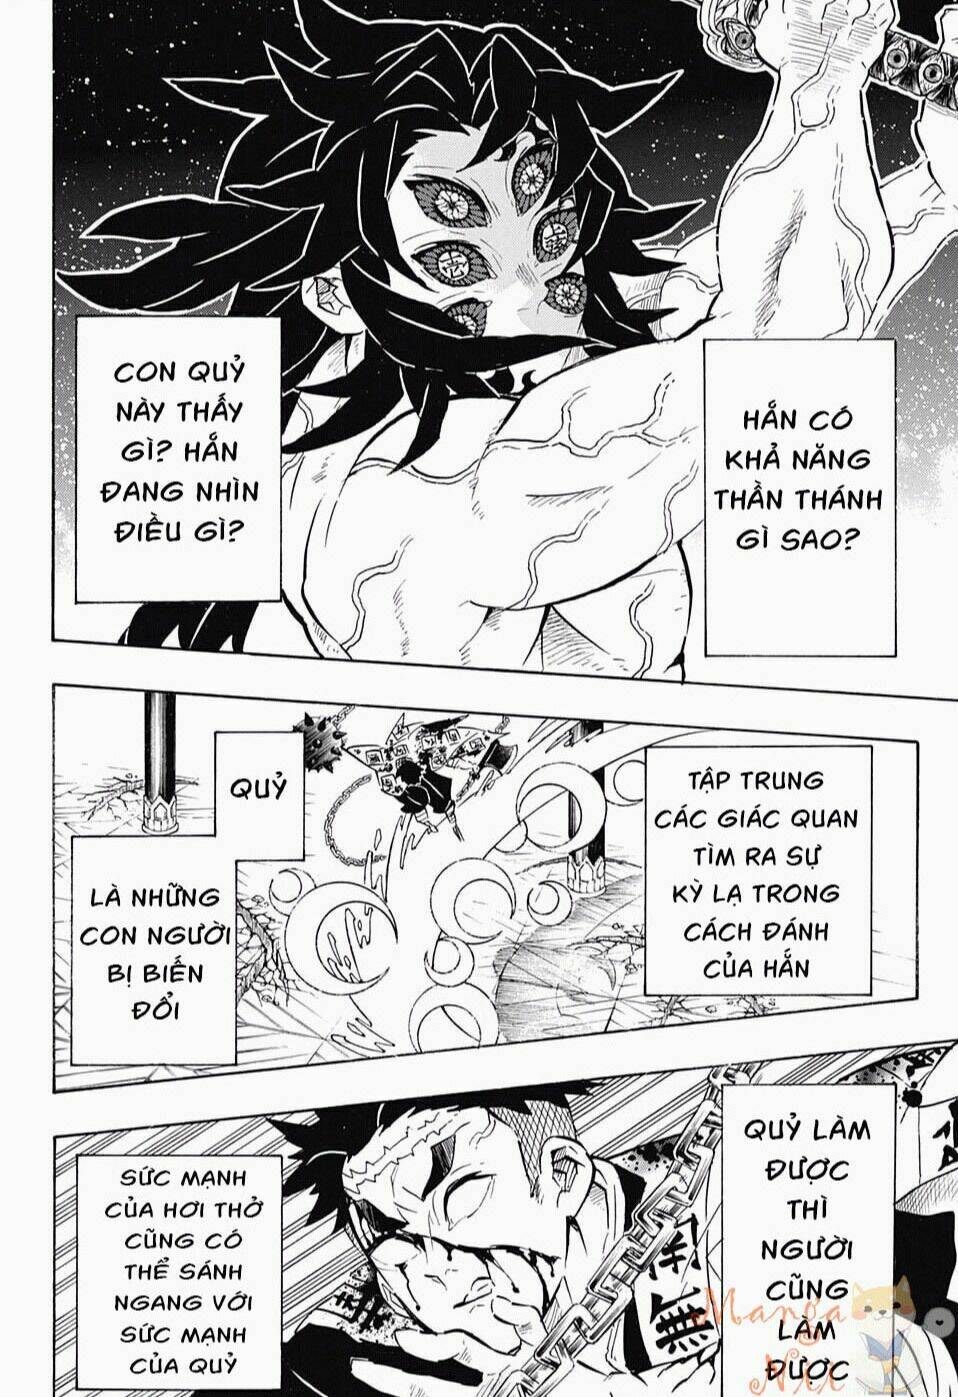 HẮN CÓ
KHẢ NĂNG
THẦN THÁNH
GÌ SAO?
CON QUỶ
NÀY THẤY
GÌ? HẮN
ĐANG NHÌN
ĐIỀU GÌ?
TẬP TRUNG
CÁC GIÁC QUAN
TÌM RA SỰ
KỲ LẠ TRONG
CÁCH ĐÁNH
CỦA HẮN
QUỶ
LÀ NHỮNG
CON NGƯỜI
BỊ BIẾN
ĐỔI
QUỶ LÀM
ĐƯỢC
THÌ
NGƯỜI
CŨNG
LÀM
ĐƯỢC
SỨC MẠNH
CỦA HƠI THỞ
CŨNG CÓ
THỂ SÁNH
NGANG VỚI
SỨC MẠNH
CỦA QUỶ
無
Manga
Net